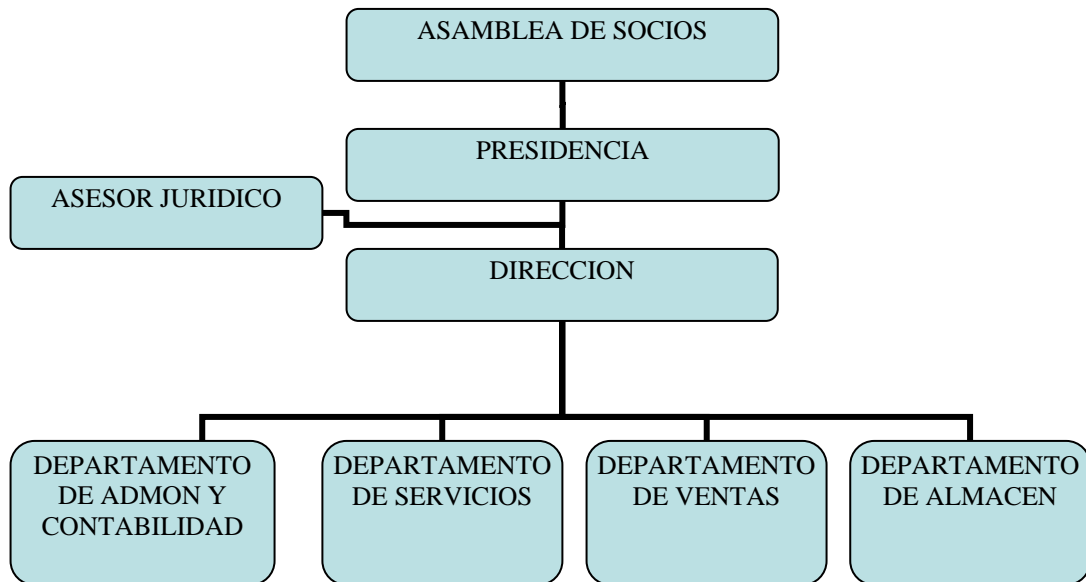 ASAMBLEA DE SOCIOS
PRESIDENCIA
ASESOR JURIDICO
DIRECCION
DEPARTAMENTO
DE ADMON Y
CONTABILIDAD
DEPARTAMENTO
DE SERVICIOS
DEPARTAMENTO
DE VENTAS
DEPARTAMENTO
DE ALMACEN